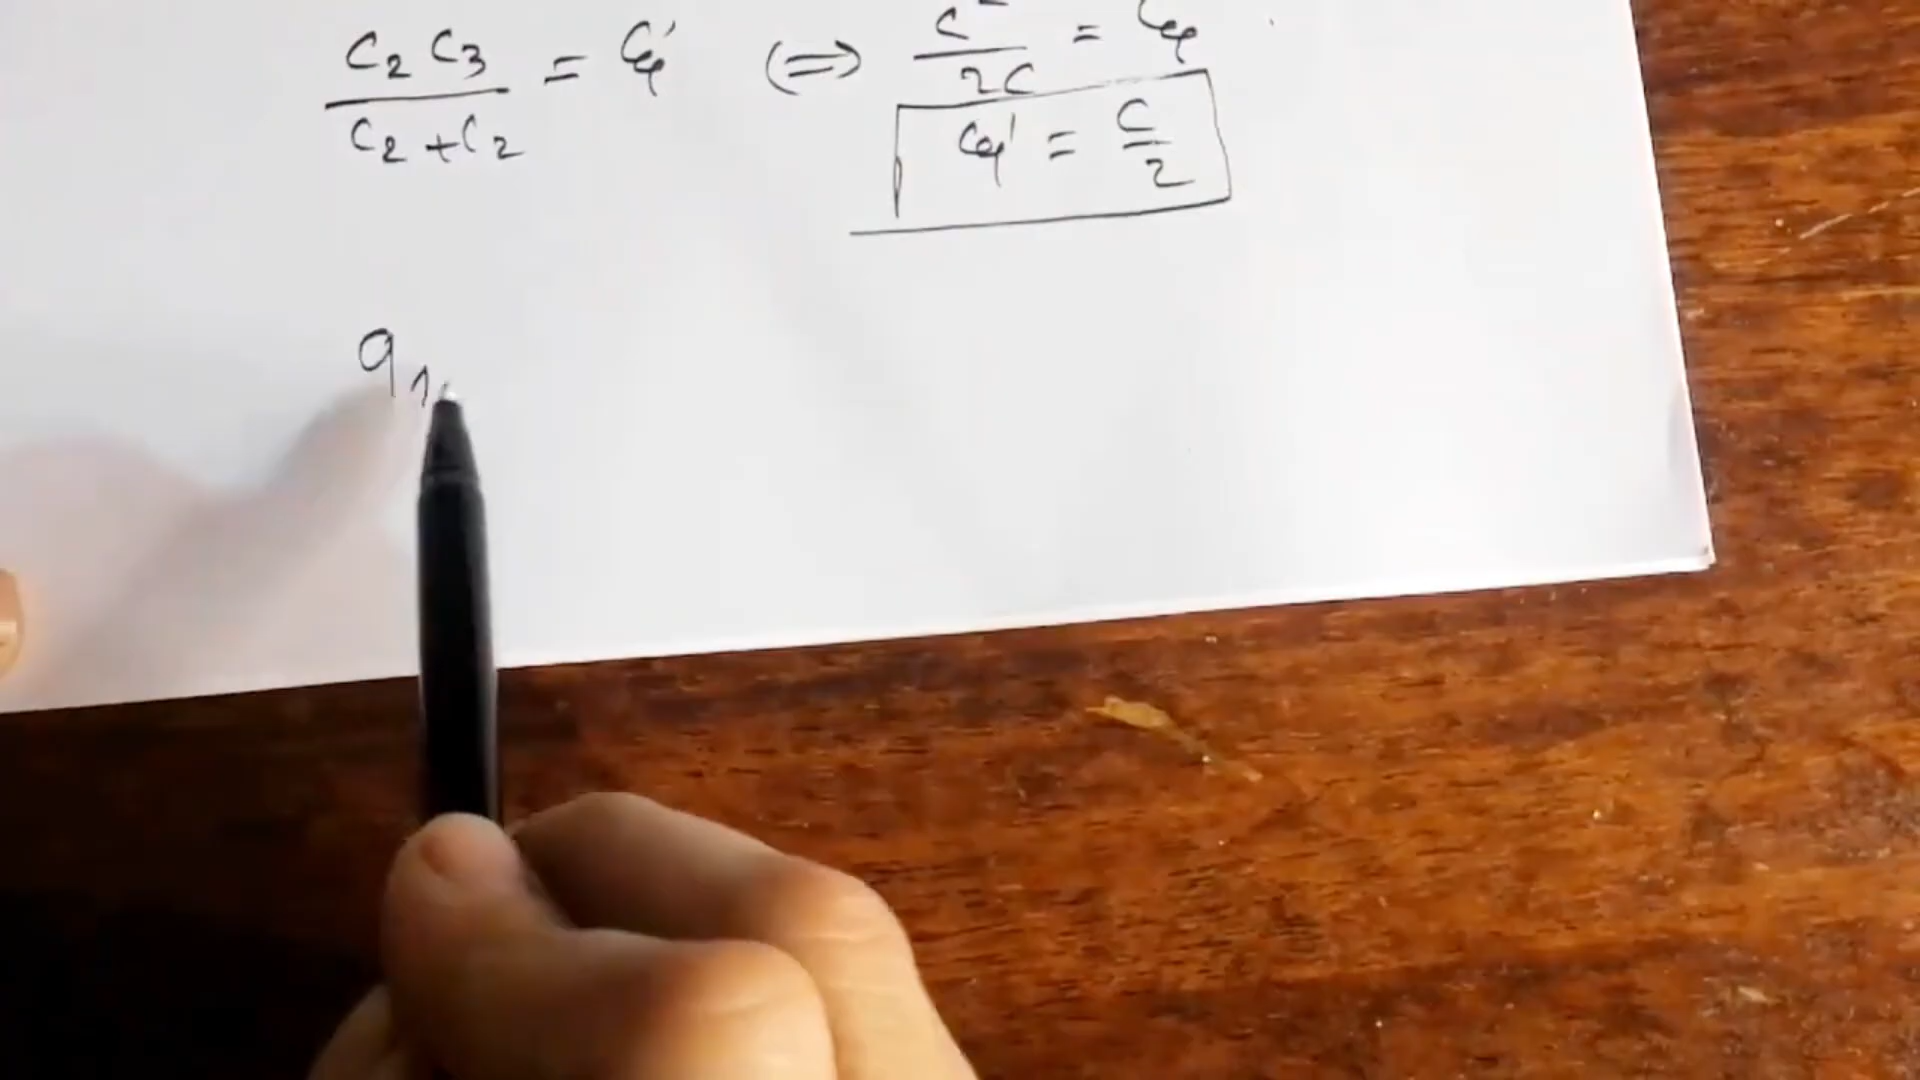 C₂ C₃ / C₂ + C₂ = Ceq' ⇔ C² / 2C = Ceq'
Ceq' = C / 2
q₁